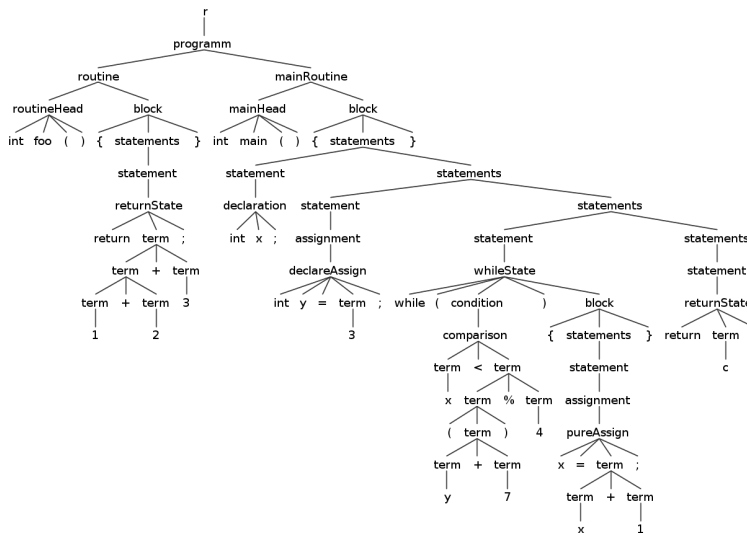 r
programm
routine mainRoutine
routineHead block mainHead block
int foo ( ) { statements } int main ( ) { statements }
statement statement statements
returnState declaration statement statements
return term ; int x ; assignment statement statements
term + term declareAssign whileState statement
term + term 3 int y = term ; while ( condition ) block returnState
1 2 3 comparison { statements } return term
term < term statement c
x term % term assignment
( term ) 4 pureAssign
term + term x = term ;
y 7 term + term
x 1